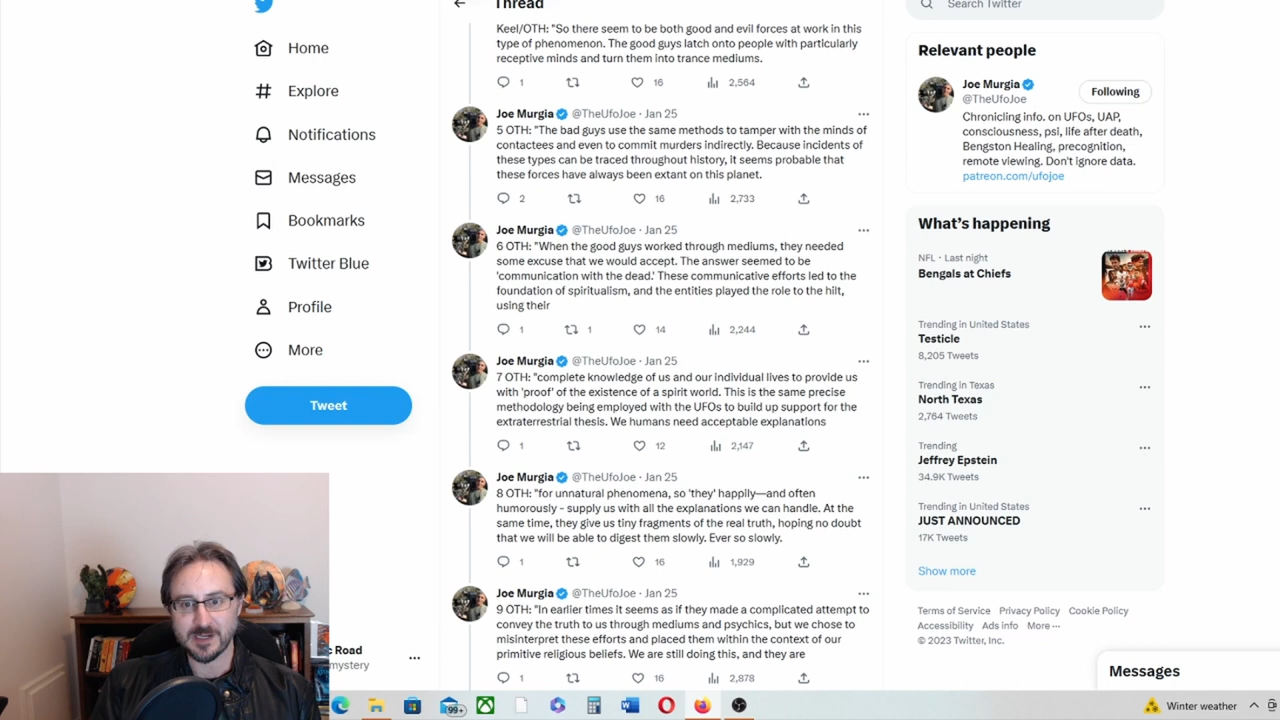 Home
Explore
Notifications
Messages
Bookmarks
Twitter Blue
Profile
More
Tweet
c Road
mystery
Thread
Keel/OTH: "So there seem to be both good and evil forces at work in this
type of phenomenon. The good guys latch onto people with particularly
receptive minds and turn them into trance mediums.
1 16 2,564
Joe Murgia @TheUfoJoe · Jan 25
5 OTH: "The bad guys use the same methods to tamper with the minds of
contactees and even to commit murders indirectly. Because incidents of
these types can be traced throughout history, it seems probable that
these forces have always been extant on this planet.
2 16 2,733
Joe Murgia @TheUfoJoe · Jan 25
6 OTH: "When the good guys worked through mediums, they needed
some excuse that we would accept. The answer seemed to be
'communication with the dead.' These communicative efforts led to the
foundation of spiritualism, and the entities played the role to the hilt,
using their
1 1 14 2,244
Joe Murgia @TheUfoJoe · Jan 25
7 OTH: "complete knowledge of us and our individual lives to provide us
with 'proof' of the existence of a spirit world. This is the same precise
methodology being employed with the UFOs to build up support for the
extraterrestrial thesis. We humans need acceptable explanations
1 12 2,147
Joe Murgia @TheUfoJoe · Jan 25
8 OTH: "for unnatural phenomena, so 'they' happily—and often
humorously - supply us with all the explanations we can handle. At the
same time, they give us tiny fragments of the real truth, hoping no doubt
that we will be able to digest them slowly. Ever so slowly.
1 16 1,929
Joe Murgia @TheUfoJoe · Jan 25
9 OTH: "In earlier times it seems as if they made a complicated attempt to
convey the truth to us through mediums and psychics, but we chose to
misinterpret these efforts and placed them within the context of our
primitive religious beliefs. We are still doing this, and they are
1 16 2,878
Search Twitter
Relevant people
Joe Murgia
@TheUfoJoe
Following
Chronicling info. on UFOs, UAP,
consciousness, psi, life after death,
Bengston Healing, precognition,
remote viewing. Don't ignore data.
patreon.com/ufojoe
What's happening
NFL · Last night
Bengals at Chiefs
Trending in United States
Testicle
8,205 Tweets
Trending in Texas
North Texas
2,764 Tweets
Trending
Jeffrey Epstein
34.9K Tweets
Trending in United States
JUST ANNOUNCED
17K Tweets
Show more
Terms of Service Privacy Policy Cookie Policy
Accessibility Ads info More ···
© 2023 Twitter, Inc.
Messages
99+
Winter weather